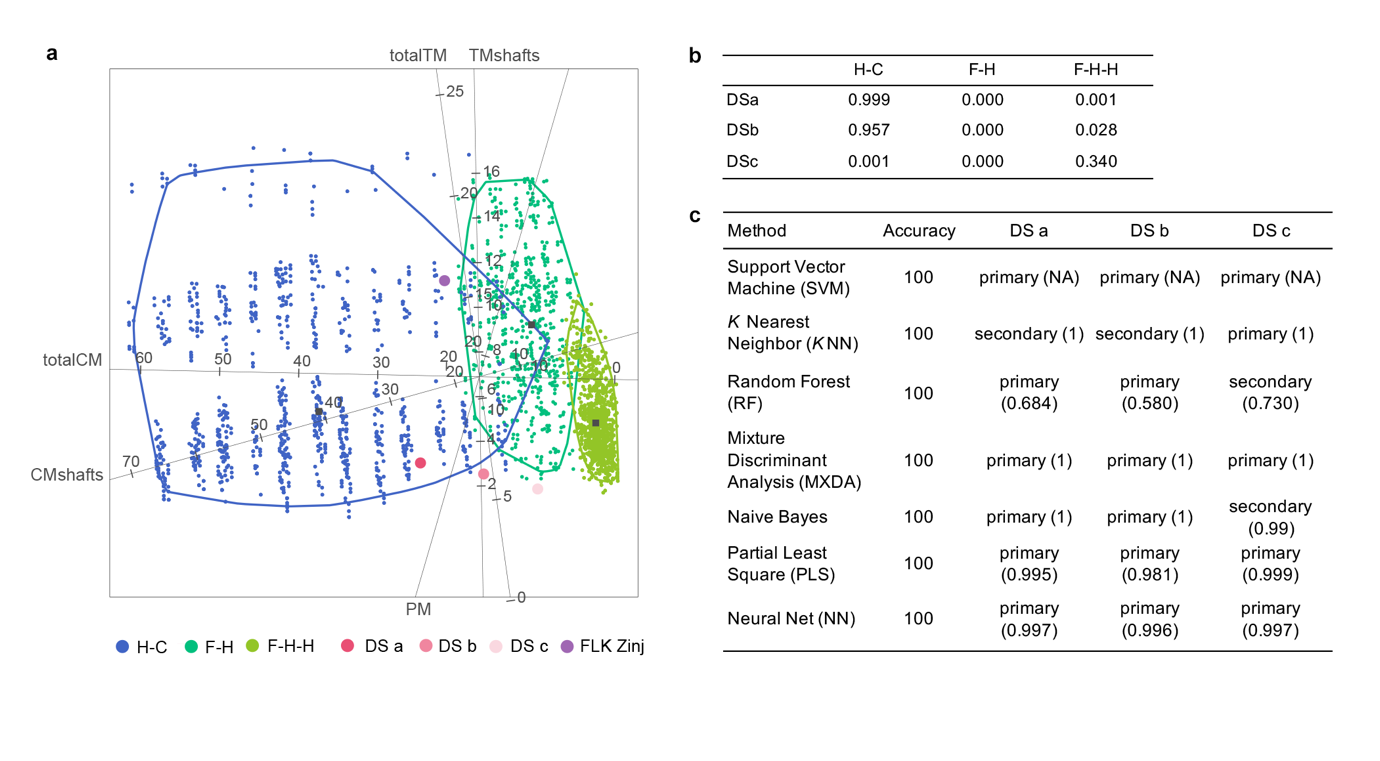 a
totalTM TMshafts
25
16
20
14
12
15
10
totalCM
60
50
40
30
20
20
8
10
10
0
20
30
6
40
10
50
4
CMshafts
70
2
5
0
PM
H-C F-H F-H-H DS a DS b DS c FLK Zinj
b
H-C F-H F-H-H
DSa 0.999 0.000 0.001
DSb 0.957 0.000 0.028
DSc 0.001 0.000 0.340
c
Method Accuracy DS a DS b DS c
Support Vector
Machine (SVM) 100 primary (NA) primary (NA) primary (NA)
K Nearest
Neighbor (KNN) 100 secondary (1) secondary (1) primary (1)
Random Forest
(RF) 100 primary (0.684) primary (0.580) secondary (0.730)
Mixture
Discriminant
Analysis (MXDA) 100 primary (1) primary (1) primary (1)
Naive Bayes 100 primary (1) primary (1) secondary (0.99)
Partial Least
Square (PLS) 100 primary (0.995) primary (0.981) primary (0.999)
Neural Net (NN) 100 primary (0.997) primary (0.996) primary (0.997)